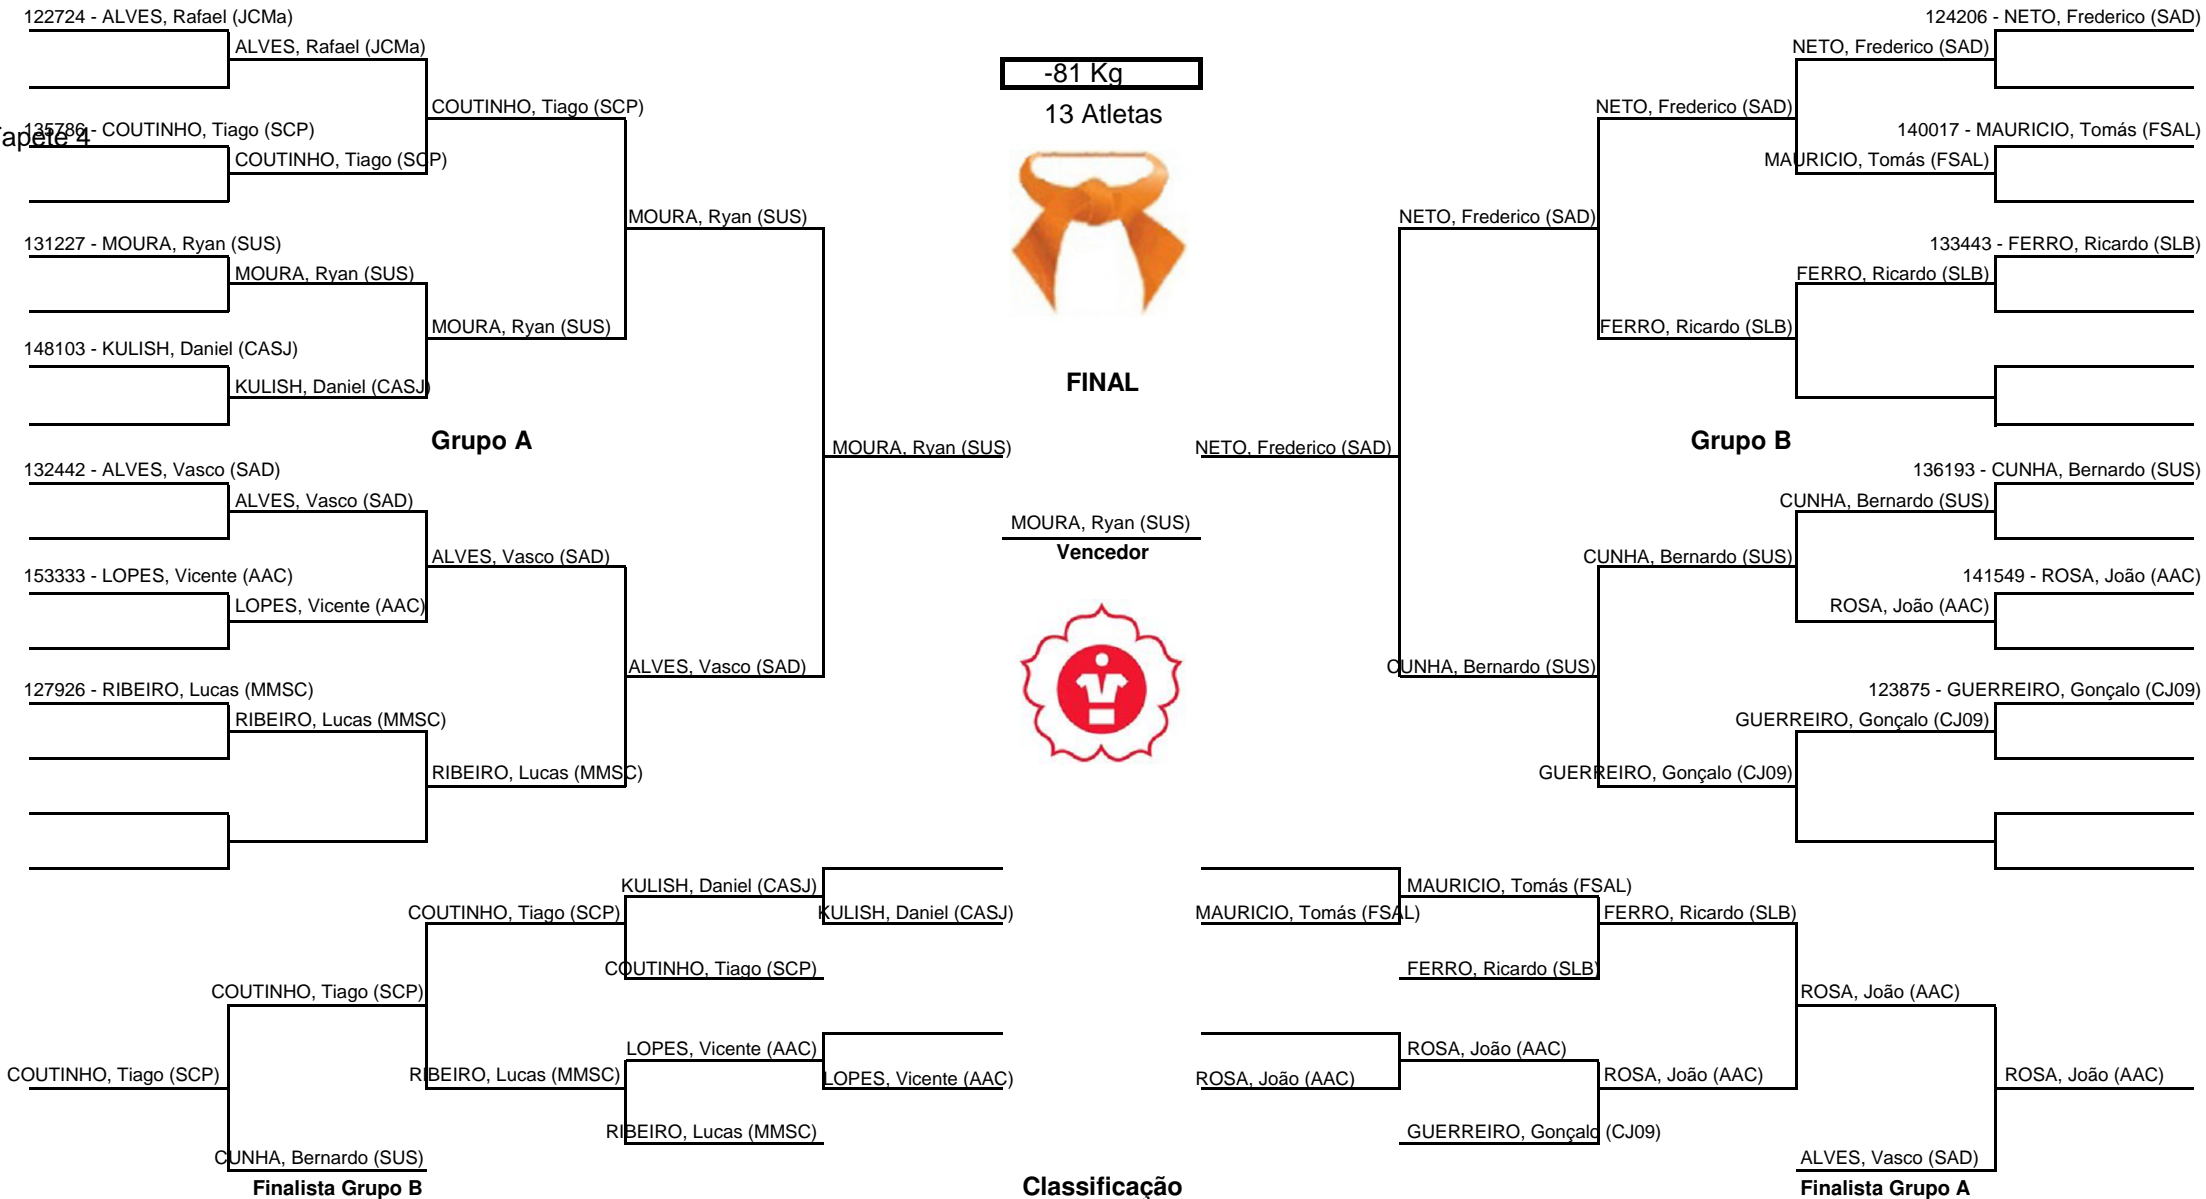 122724 - ALVES, Rafael (JCMa)
ALVES, Rafael (JCMa)
COUTINHO, Tiago (SCP)
135786 - COUTINHO, Tiago (SCP)
apete 4
COUTINHO, Tiago (SCP)
MOURA, Ryan (SUS)
131227 - MOURA, Ryan (SUS)
MOURA, Ryan (SUS)
MOURA, Ryan (SUS)
148103 - KULISH, Daniel (CASJ)
KULISH, Daniel (CASJ)
Grupo A
MOURA, Ryan (SUS)
132442 - ALVES, Vasco (SAD)
ALVES, Vasco (SAD)
ALVES, Vasco (SAD)
153333 - LOPES, Vicente (AAC)
LOPES, Vicente (AAC)
ALVES, Vasco (SAD)
127926 - RIBEIRO, Lucas (MMSC)
RIBEIRO, Lucas (MMSC)
RIBEIRO, Lucas (MMSC)
-81 Kg
13 Atletas
FINAL
MOURA, Ryan (SUS)
Vencedor
124206 - NETO, Frederico (SAD)
NETO, Frederico (SAD)
NETO, Frederico (SAD)
140017 - MAURICIO, Tomás (FSAL)
MAURICIO, Tomás (FSAL)
NETO, Frederico (SAD)
133443 - FERRO, Ricardo (SLB)
FERRO, Ricardo (SLB)
FERRO, Ricardo (SLB)
Grupo B
NETO, Frederico (SAD)
136193 - CUNHA, Bernardo (SUS)
CUNHA, Bernardo (SUS)
CUNHA, Bernardo (SUS)
141549 - ROSA, João (AAC)
ROSA, João (AAC)
CUNHA, Bernardo (SUS)
123875 - GUERREIRO, Gonçalo (CJ09)
GUERREIRO, Gonçalo (CJ09)
GUERREIRO, Gonçalo (CJ09)
KULISH, Daniel (CASJ)
COUTINHO, Tiago (SCP)
KULISH, Daniel (CASJ)
COUTINHO, Tiago (SCP)
COUTINHO, Tiago (SCP)
LOPES, Vicente (AAC)
COUTINHO, Tiago (SCP)
RIBEIRO, Lucas (MMSC)
LOPES, Vicente (AAC)
RIBEIRO, Lucas (MMSC)
CUNHA, Bernardo (SUS)
Finalista Grupo B
MAURICIO, Tomás (FSAL)
MAURICIO, Tomás (FSAL)
FERRO, Ricardo (SLB)
FERRO, Ricardo (SLB)
ROSA, João (AAC)
ROSA, João (AAC)
ROSA, João (AAC)
ROSA, João (AAC)
ROSA, João (AAC)
GUERREIRO, Gonçalo (CJ09)
ALVES, Vasco (SAD)
Classificação
Finalista Grupo A